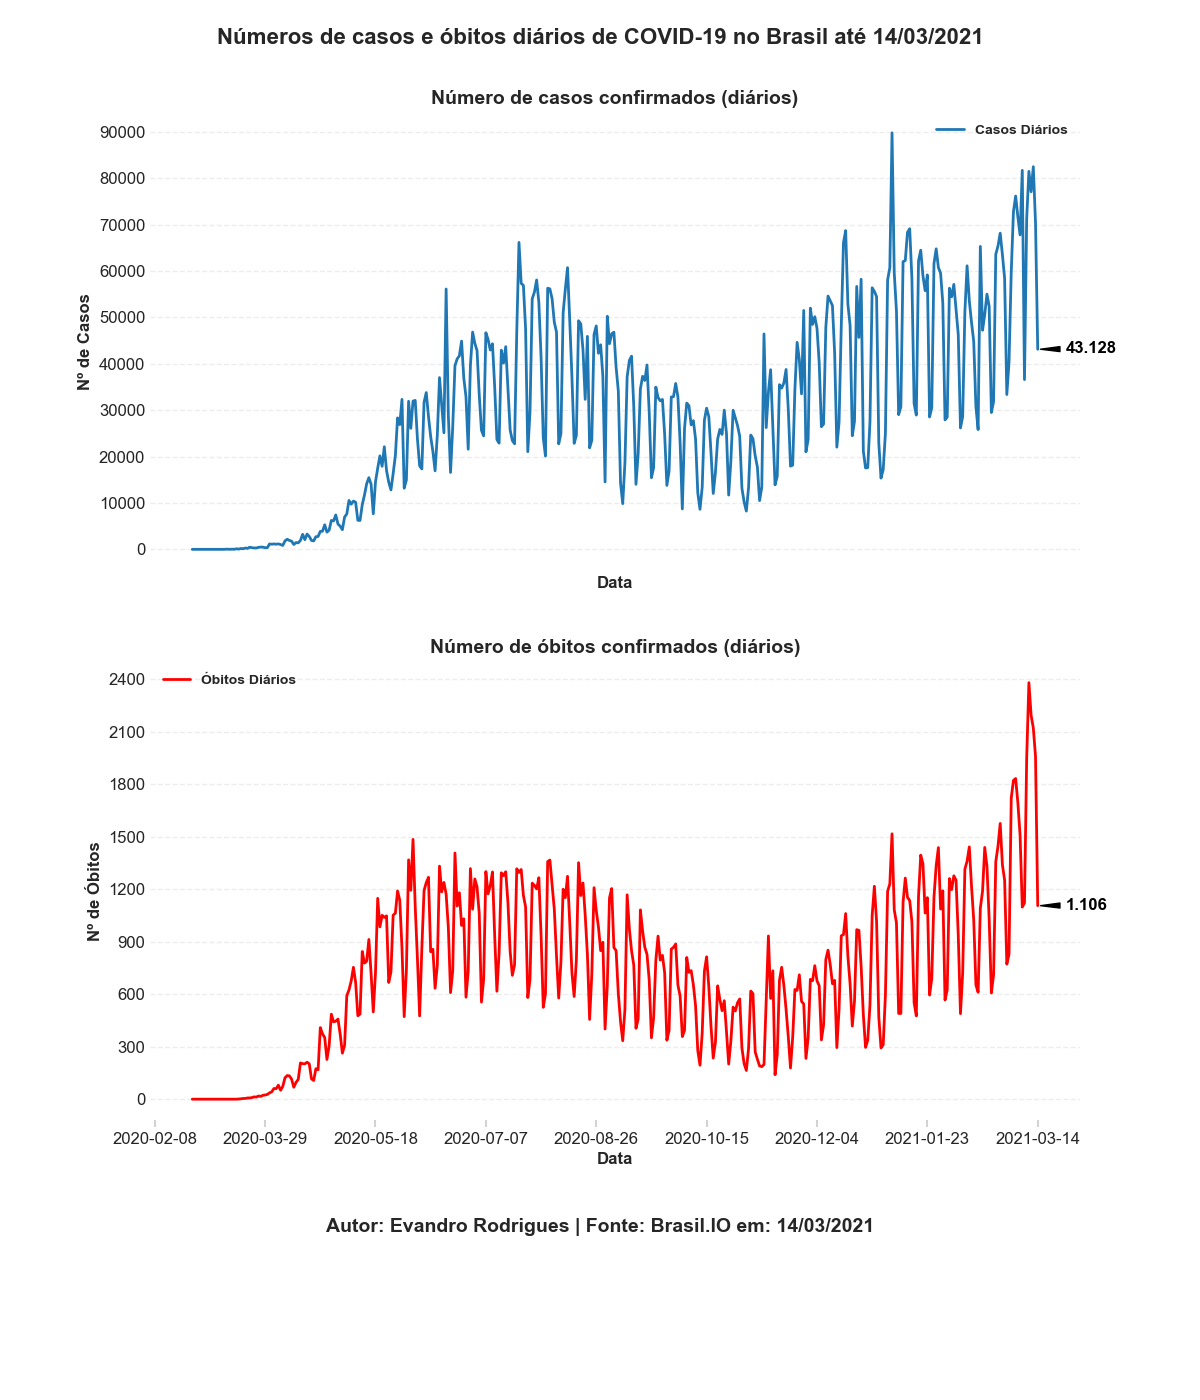 Números de casos e óbitos diários de COVID-19 no Brasil até 14/03/2021
Número de casos confirmados (diários)
Casos Diários
90000
80000
70000
60000
50000
40000
30000
20000
10000
0
Nº de Casos
43.128
Data
Número de óbitos confirmados (diários)
Óbitos Diários
2400
2100
1800
1500
1200
900
600
300
0
Nº de Óbitos
1.106
2020-02-08 2020-03-29 2020-05-18 2020-07-07 2020-08-26 2020-10-15 2020-12-04 2021-01-23 2021-03-14
Data
Autor: Evandro Rodrigues | Fonte: Brasil.IO em: 14/03/2021